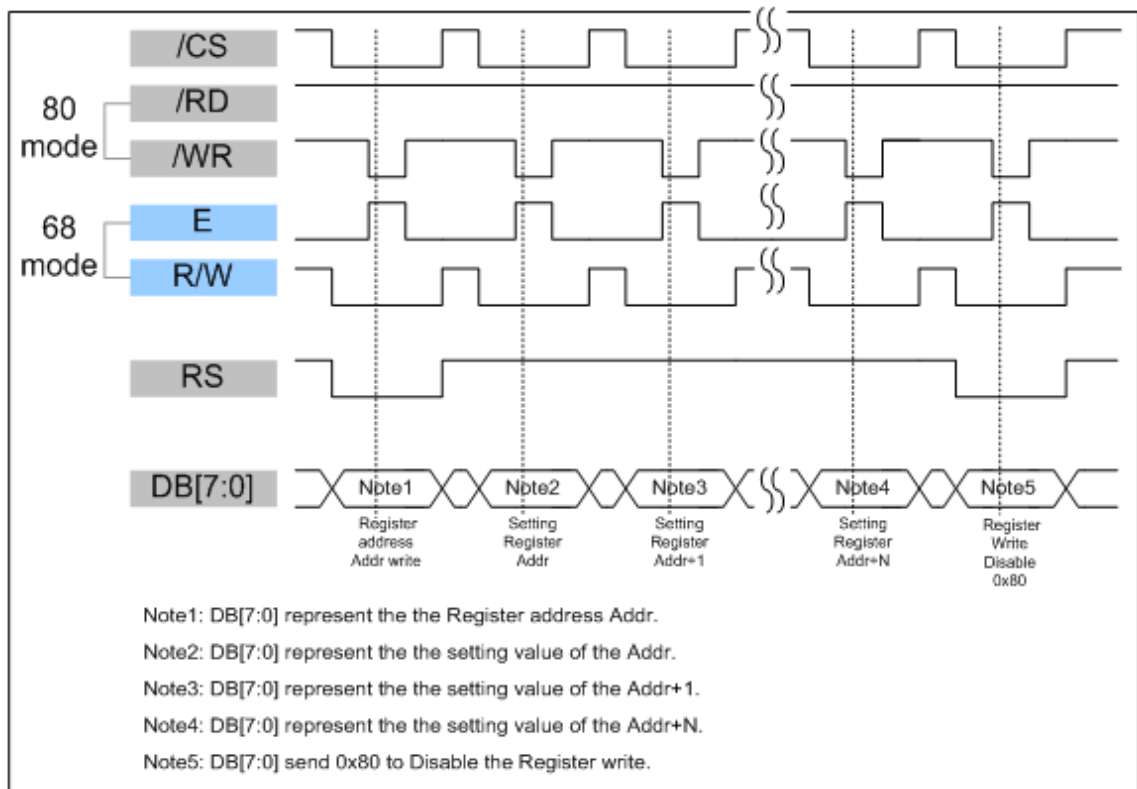 /CS
80
mode
/RD
/WR
68
mode
E
R/W
RS
DB[7:0]
Note1 Note2 Note3 Note4 Note5
Register
address
Addr write
Setting
Register
Addr
Setting
Register
Addr+1
Setting
Register
Addr+N
Register
Write
Disable
0x80
Note1: DB[7:0] represent the the Register address Addr.
Note2: DB[7:0] represent the the setting value of the Addr.
Note3: DB[7:0] represent the the setting value of the Addr+1.
Note4: DB[7:0] represent the the setting value of the Addr+N.
Note5: DB[7:0] send 0x80 to Disable the Register write.